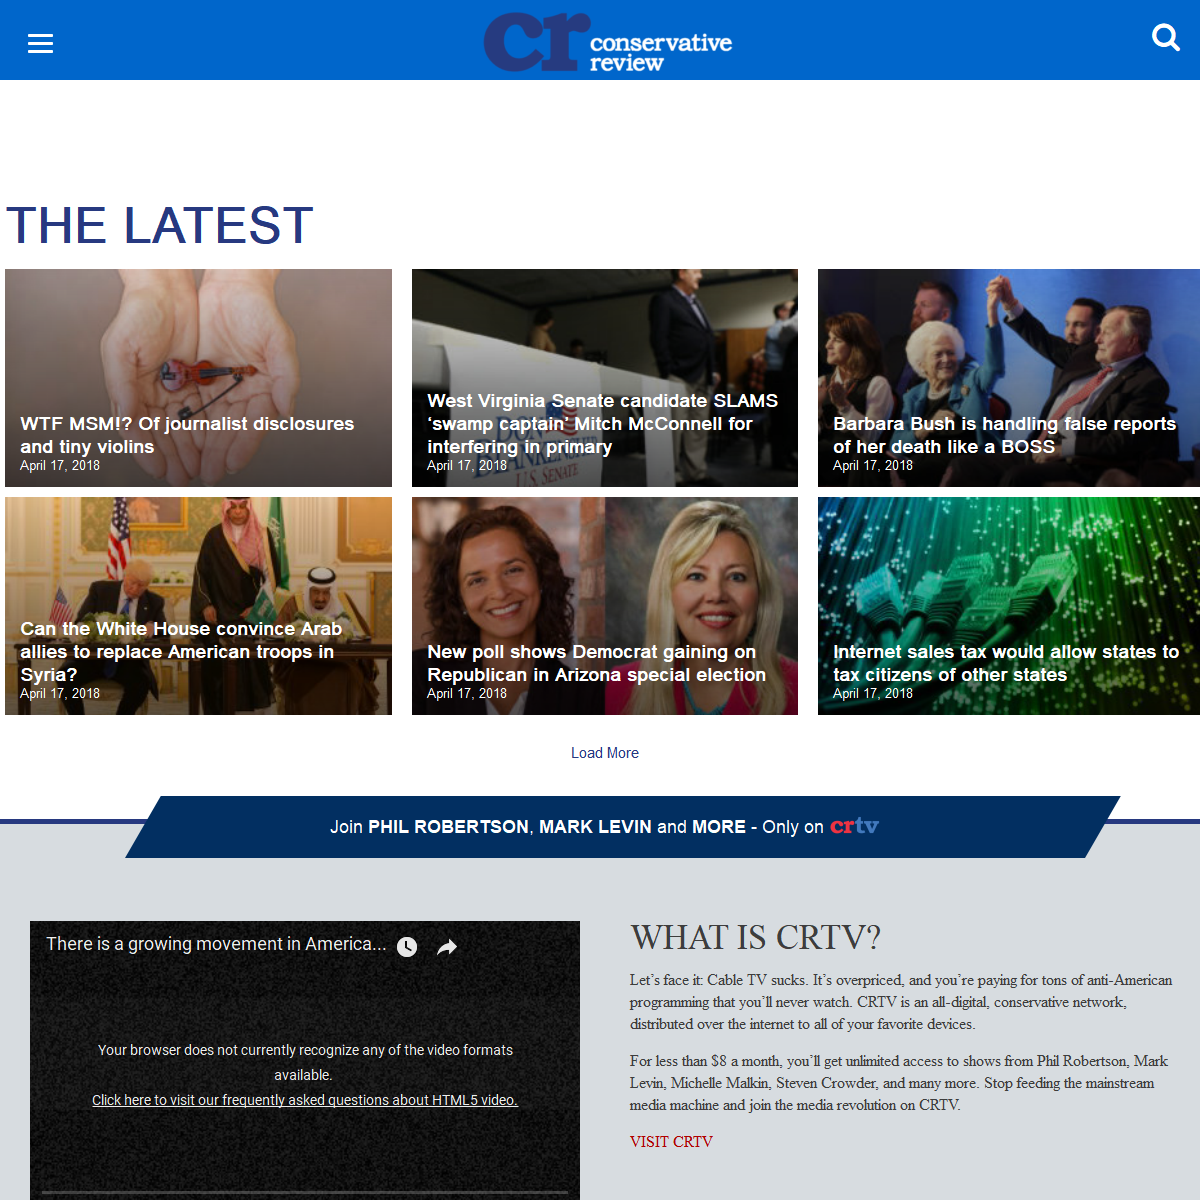 cr conservative
review
THE LATEST
WTF MSM!? Of journalist disclosures
and tiny violins
April 17, 2018
West Virginia Senate candidate SLAMS
‘swamp captain’ Mitch McConnell for
interfering in primary
April 17, 2018
U.S. SENATE
Barbara Bush is handling false reports
of her death like a BOSS
April 17, 2018
Can the White House convince Arab
allies to replace American troops in
Syria?
April 17, 2018
New poll shows Democrat gaining on
Republican in Arizona special election
April 17, 2018
Internet sales tax would allow states to
tax citizens of other states
April 17, 2018
Load More
Join PHIL ROBERTSON, MARK LEVIN and MORE - Only on crtv
There is a growing movement in America...
Your browser does not currently recognize any of the video formats
available.
Click here to visit our frequently asked questions about HTML5 video.
WHAT IS CRTV?
Let’s face it: Cable TV sucks. It’s overpriced, and you’re paying for tons of anti-American
programming that you’ll never watch. CRTV is an all-digital, conservative network,
distributed over the internet to all of your favorite devices.
For less than $8 a month, you’ll get unlimited access to shows from Phil Robertson, Mark
Levin, Michelle Malkin, Steven Crowder, and many more. Stop feeding the mainstream
media machine and join the media revolution on CRTV.
VISIT CRTV